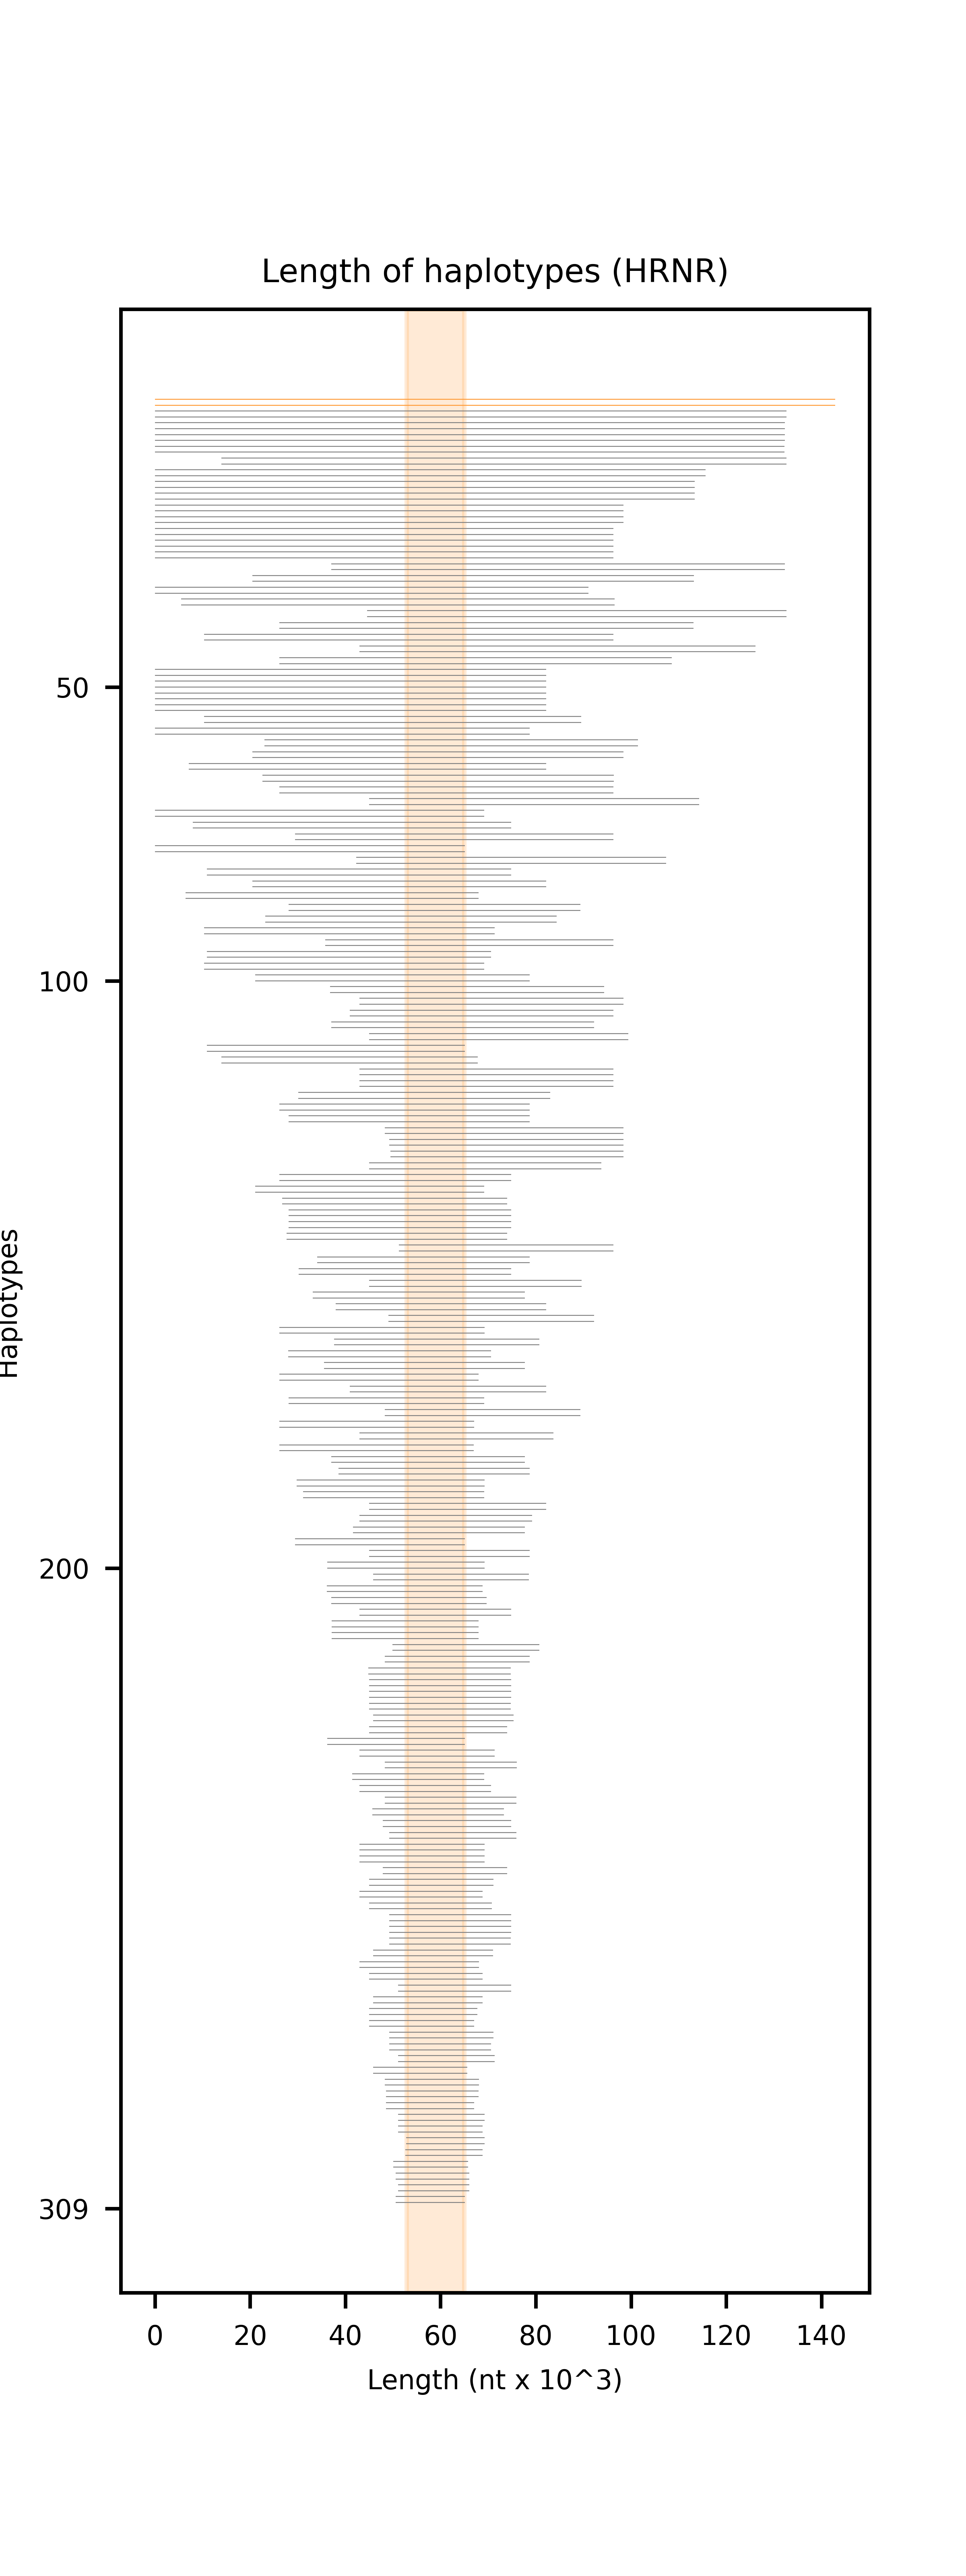 Length of haplotypes (HRNR)
50
100
Haplotypes
200
309
0 20 40 60 80 100 120 140
Length (nt x 10^3)